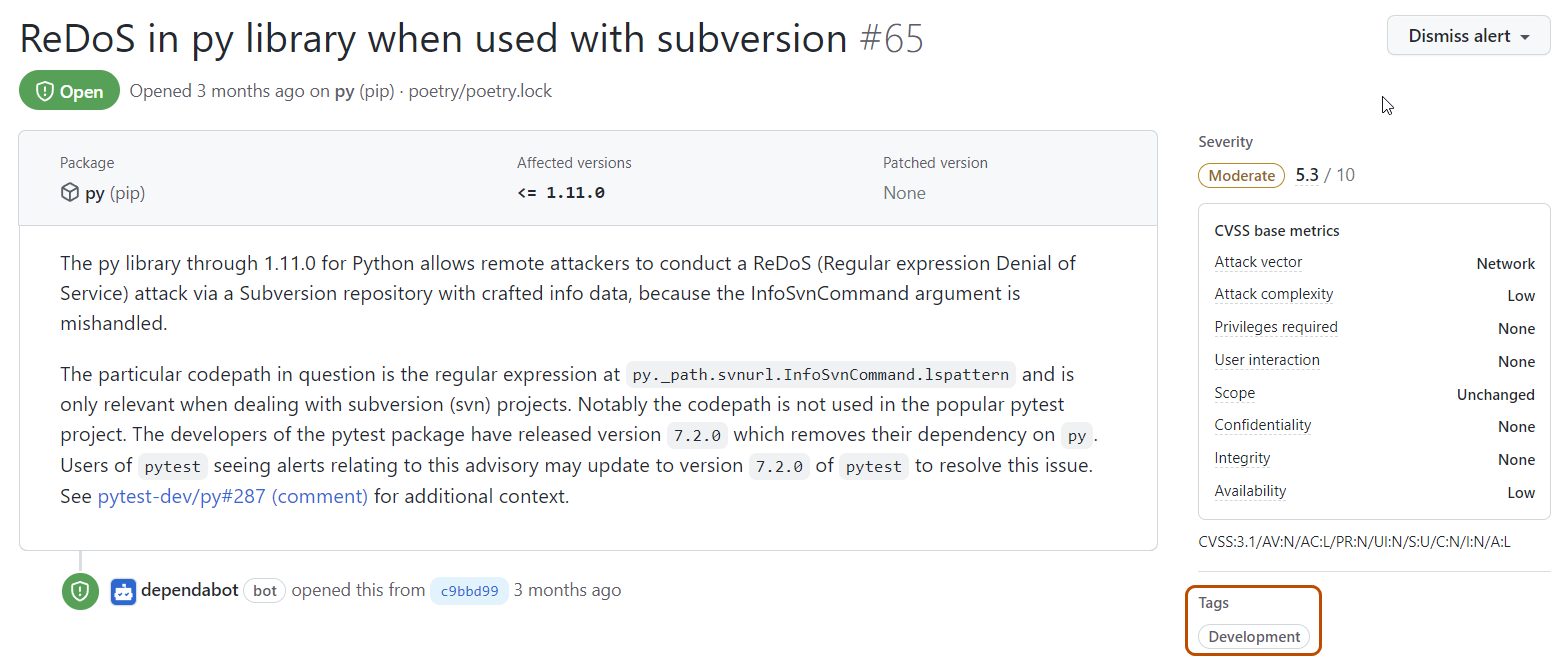 ReDoS in py library when used with subversion #65
Dismiss alert
Open
Opened 3 months ago on py (pip) · poetry/poetry.lock
Package
Affected versions
Patched version
py (pip)
<= 1.11.0
None
The py library through 1.11.0 for Python allows remote attackers to conduct a ReDoS (Regular expression Denial of
Service) attack via a Subversion repository with crafted info data, because the InfoSvnCommand argument is
mishandled.
The particular codepath in question is the regular expression at py._path.svnurl.InfoSvnCommand.lspattern and is
only relevant when dealing with subversion (svn) projects. Notably the codepath is not used in the popular pytest
project. The developers of the pytest package have released version 7.2.0 which removes their dependency on py.
Users of pytest seeing alerts relating to this advisory may update to version 7.2.0 of pytest to resolve this issue.
See pytest-dev/py#287 (comment) for additional context.
dependabot bot opened this from c9bbd99 3 months ago
Severity
Moderate 5.3 / 10
CVSS base metrics
Attack vector Network
Attack complexity Low
Privileges required None
User interaction None
Scope Unchanged
Confidentiality None
Integrity None
Availability Low
CVSS:3.1/AV:N/AC:L/PR:N/UI:N/S:U/C:N/I:N/A:L
Tags
Development